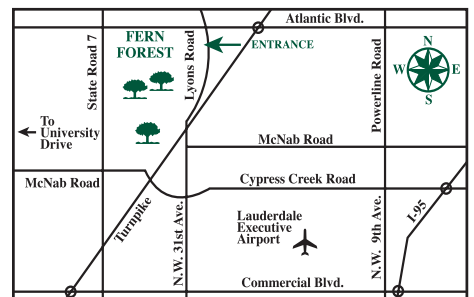 Atlantic Blvd.
FERN
FOREST
ENTRANCE
State Road 7
Lyons Road
Powerline Road
N
W E
S
To
University
Drive
McNab Road
McNab Road
Cypress Creek Road
Turnpike
N.W. 31st Ave.
Lauderdale
Executive
Airport
N.W. 9th Ave.
I-95
Commercial Blvd.